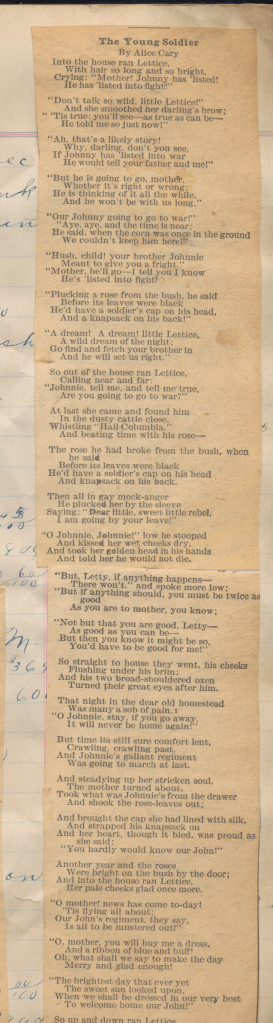 The Young Soldier
By Alice Cary
Into the house ran Lettice,
With hair so long and so bright,
Crying: "Mother! Johnny has 'listed!
He has 'listed into fight!"
"Don't talk so wild, little Lettice!"
And she smoothed her darling's brow;
"'Tis true; you'll see—as true as can be—
He told me so just now!"
"Ah, that's a likely story!
Why, darling, don't you see,
If Johnny has 'listed into war
He would tell your father and me!"
"But he is going to go, mother,
Whether it's right or wrong;
He is thinking of it all the while,
And he won't be with us long."
"Our Johnny going to go to war!"
"Aye, aye, and the time is near;
He said, when the corn was once in the ground
We couldn't keep him here!"
"Hush, child! your brother Johnnie
Meant to give you a fright."
"Mother, he'll go—I tell you I know
He's 'listed into fight!
"Plucking a rose from the bush, he said
Before its leaves were black
He'd have a soldier's cap on his head,
And a knapsack on his back!"
"A dream! A dream! little Lettice,
A wild dream of the night;
Go find and fetch your brother in
And he will set us right."
So out of the house ran Lettice,
Calling near and far:
"Johnnie, tell me, and tell me true,
Are you going to go to war?"
At last she came and found him
In the dusty cattle close,
Whistling "Hail Columbia,"
And beating time with his rose—
The rose he had broke from the bush, when
he said
Before its leaves were black
He'd have a soldier's cap on his head
And knapsack on his back.
Then all in gay mock-anger
He plucked her by the sleeve
Saying: "Dear little, sweet little rebel,
I am going by your leave!"
"O Johnnie, Johnnie!" low he stooped
And kissed her wet cheeks dry,
And took her golden head in his hands
And told her he would not die.
"But, Letty, if anything happens—
There won't," and spoke more low;
"But if anything should, you must be twice as
good
As you are to mother, you know;
"Not but that you are good, Letty—
As good as you can be—
But then you know it might be so,
You'd have to be good for me!"
So straight to house they went, his cheeks
Flushing under his brim;
And his two broad-shouldered oxen
Turned their great eyes after him.
That night in the dear old homestead
Was many a sob of pain.
"O Johnnie, stay, if you go away,
It will never be home again!"
But time its still sure comfort lent,
Crawling, crawling past,
And Johnnie's gallant regiment
Was going to march at last.
And steadying up her stricken soul,
The mother turned about,
Took what was Johnnie's from the drawer
And shook the rose-leaves out;
And brought the cap she had lined with silk,
And strapped his knapsack on
And her heart, though it bled, was proud as
she said:
"You hardly would know our John!"
Another year and the roses
Were bright on the bush by the door;
And into the house ran Lettice,
Her pale cheeks glad once more.
"O mother! news has come to-day!
'Tis flying all about;
Our John's regiment, they say,
Is all to be mustered out!"
"O, mother, you will buy me a dress,
And a ribbon of blue and buff!
Oh, what shall we say to make the day
Merry and glad enough!
"The brightest day that ever yet
The sweet sun looked upon,
When we shall be dressed in our very best
To welcome home our John!"
So up and down ran Lettice